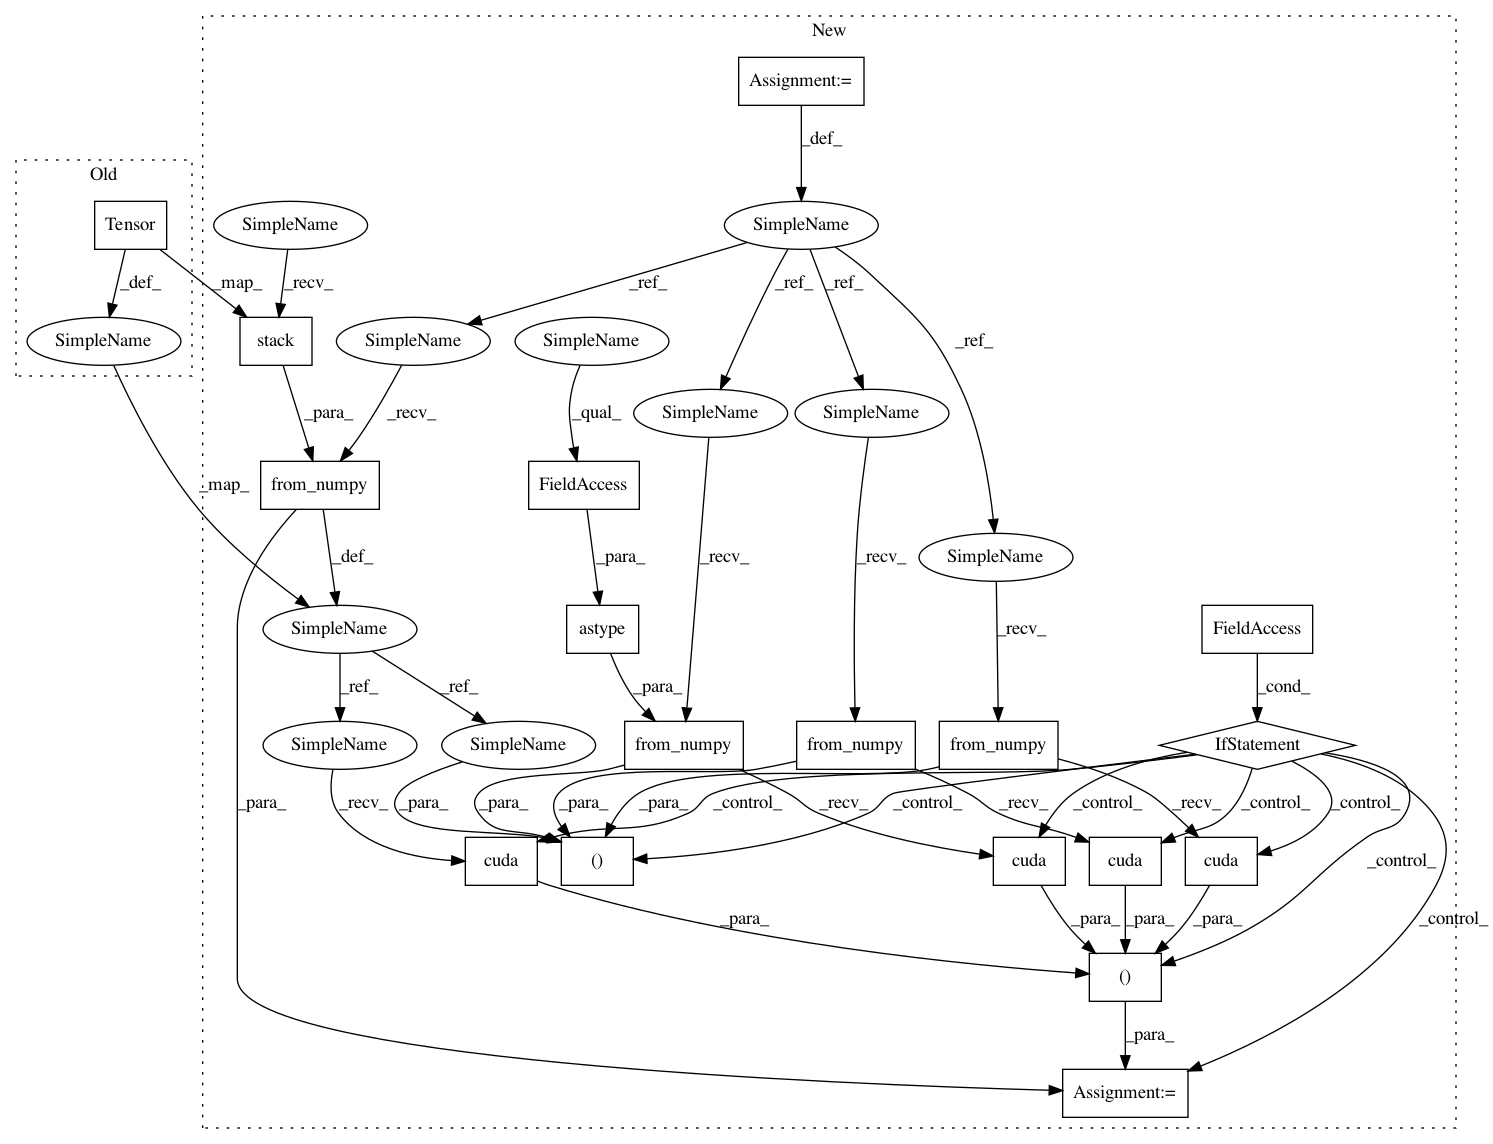 New
Assignment:=
_def_
Old
Tensor
SimpleName
SimpleName
_def_
_map_
_recv_
_ref_
_ref_
_ref_
_ref_
SimpleName
stack
SimpleName
SimpleName
_para_
_recv_
_qual_
SimpleName
SimpleName
_map_
from_numpy
FieldAccess
_def_
_para_
_recv_
_recv_
SimpleName
SimpleName
astype
_recv_
FieldAccess
_ref_
_ref_
_para_
_cond_
SimpleName
SimpleName
from_numpy
from_numpy
from_numpy
IfStatement
_para_
_recv_
_para_
_para_
_para_
_para_
_control_
_recv_
_control_
_recv_
_control_
_recv_
_control_
_control_
cuda
()
cuda
cuda
cuda
_control_
_para_
_para_
_para_
_para_
_control_
()
_para_
Assignment:=